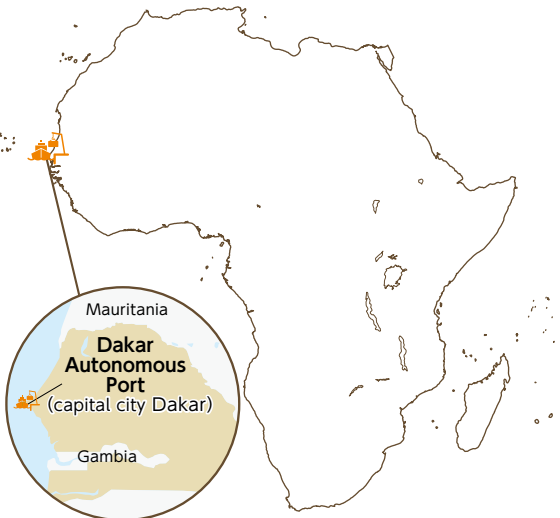 Mauritania
Dakar
Autonomous
Port
(capital city Dakar)
Gambia